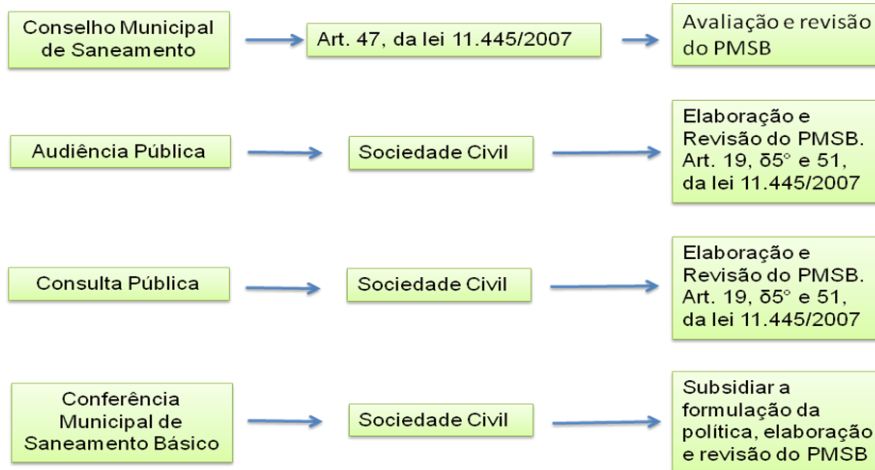 Conselho Municipal
de Saneamento
Art. 47, da lei 11.445/2007
Avaliação e revisão
do PMSB
Audiência Pública
Sociedade Civil
Elaboração e
Revisão do PMSB.
Art. 19, δ5° e 51,
da lei 11.445/2007
Consulta Pública
Sociedade Civil
Elaboração e
Revisão do PMSB.
Art. 19, δ5° e 51,
da lei 11.445/2007
Conferência
Municipal de
Saneamento Básico
Sociedade Civil
Subsidiar a
formulação da
política, elaboração
e revisão do PMSB